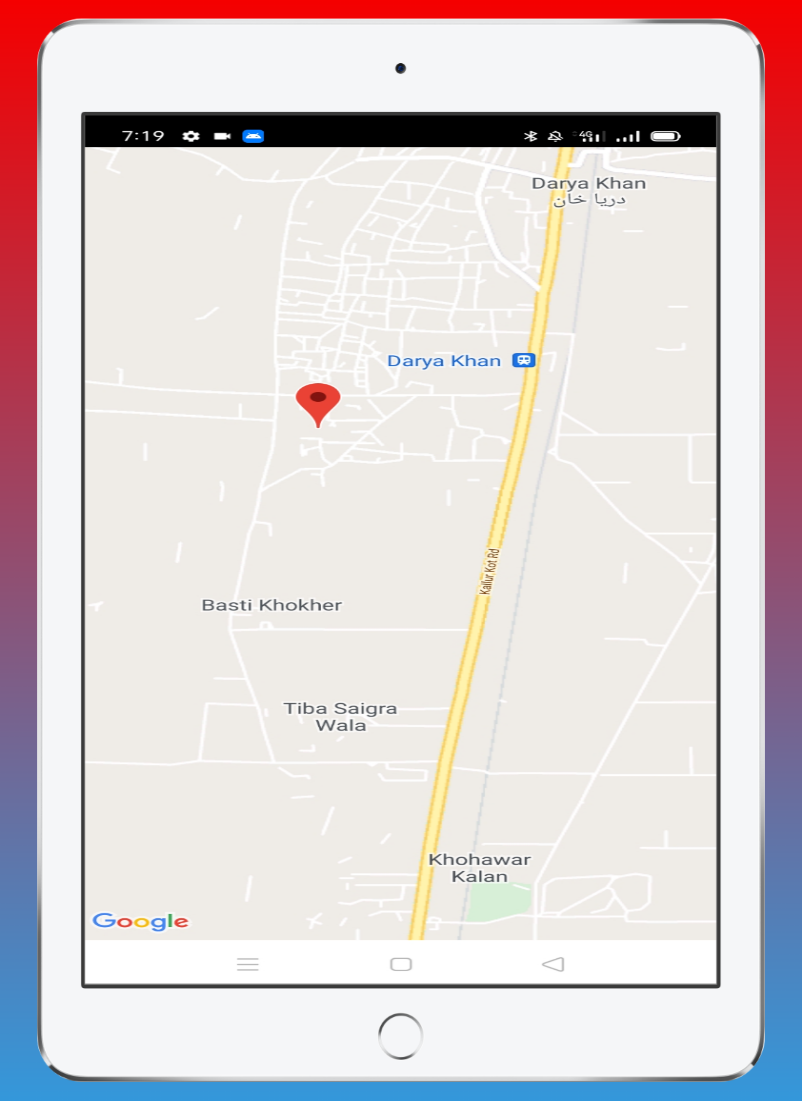 7:19
4G
Darya Khan
دریا خان
Darya Khan
Kallur Kot Rd
Basti Khokher
Tiba Saigra
Wala
Khohawar
Kalan
Google